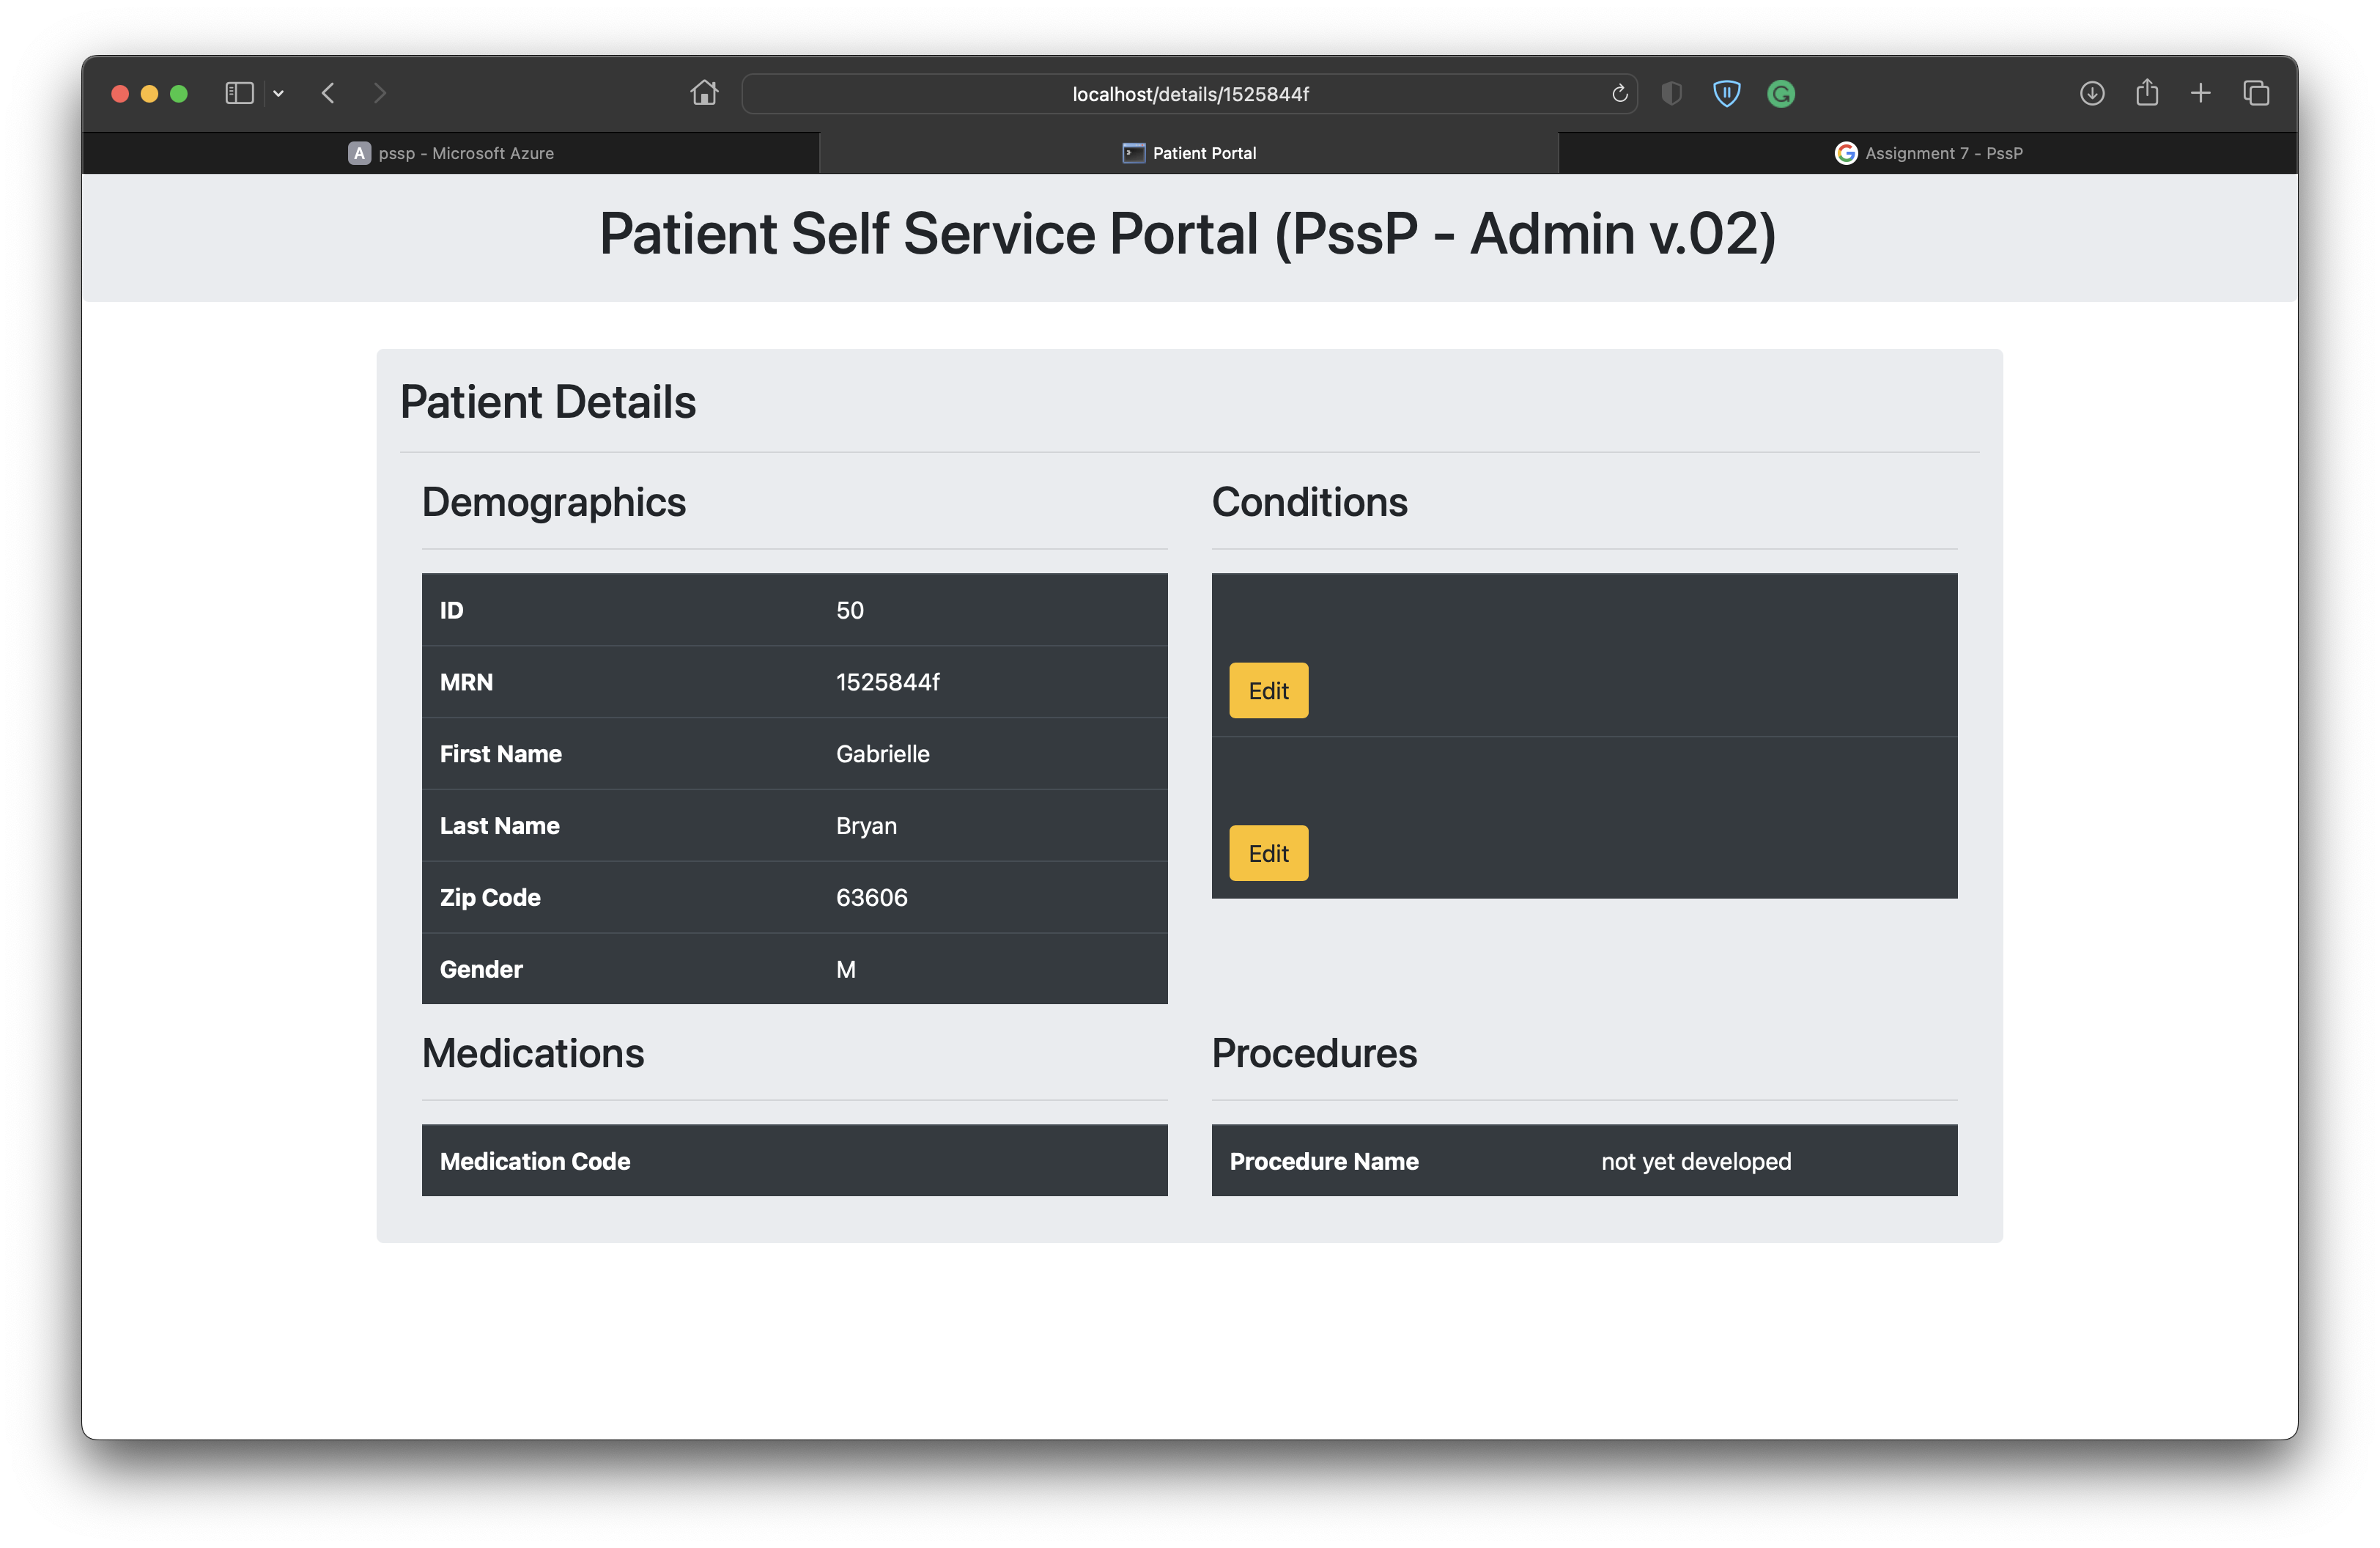 localhost/details/1525844f
A pssp - Microsoft Azure
Patient Portal
G Assignment 7 - PssP
Patient Self Service Portal (PssP - Admin v.02)
Patient Details
Demographics
ID 50
MRN 1525844f
First Name Gabrielle
Last Name Bryan
Zip Code 63606
Gender M
Conditions
Edit
Edit
Medications
Medication Code
Procedures
Procedure Name not yet developed